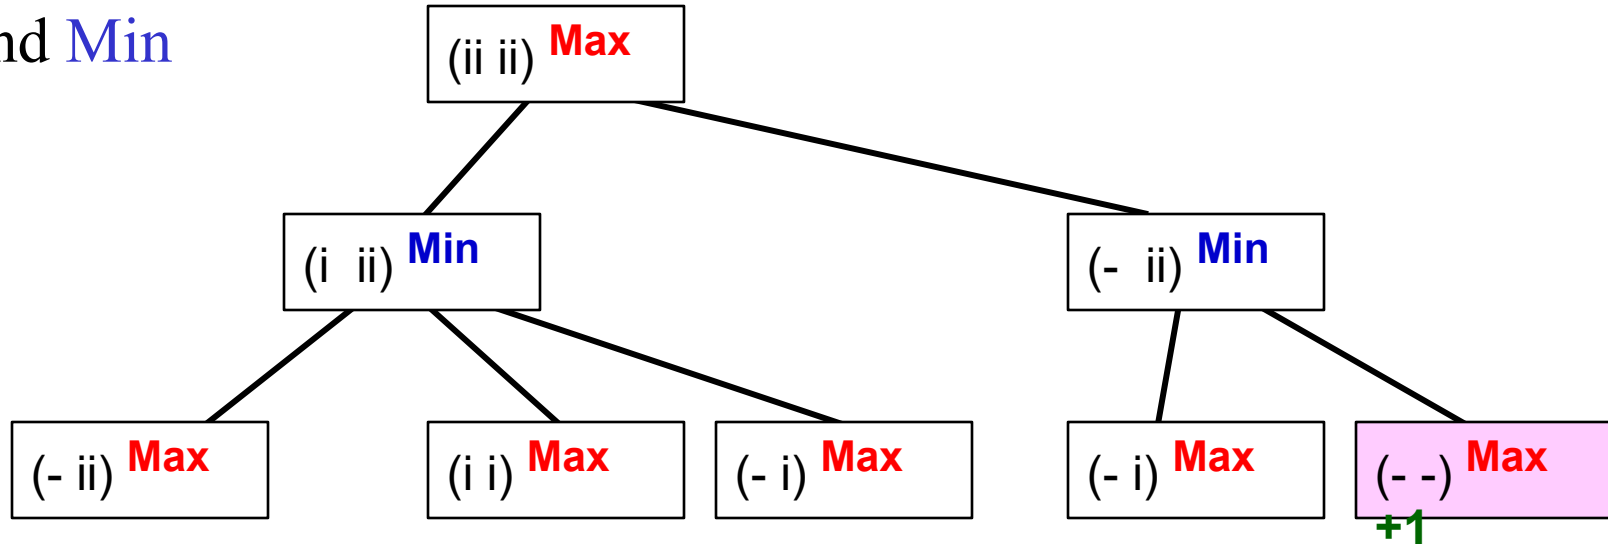 nd Min
(ii ii) Max
(i ii) Min
(- ii) Min
(- ii) Max
(i i) Max
(- i) Max
(- i) Max
(- -) Max
+1